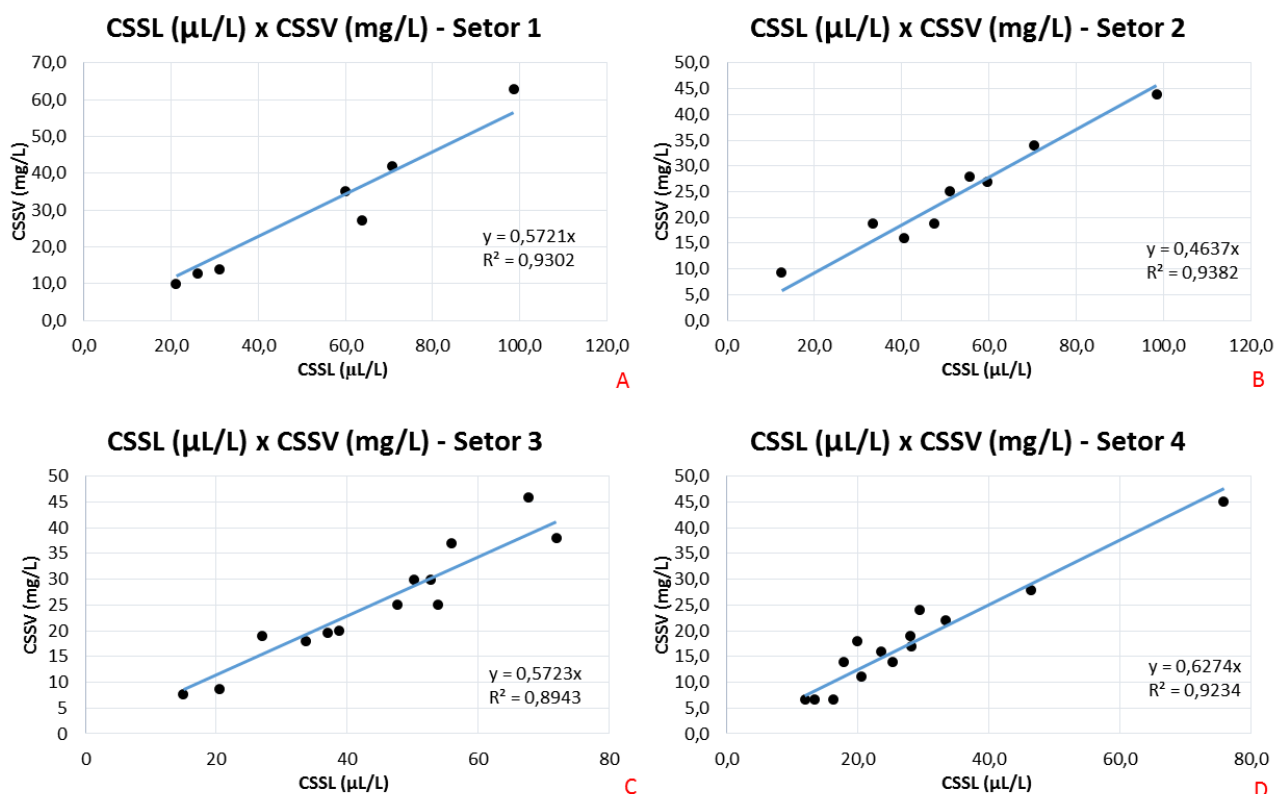 CSSL (μL/L) x CSSV (mg/L) - Setor 1
70,0
60,0
50,0
40,0
30,0
20,0
10,0
0,0
CSSV (mg/L)
y = 0,5721x
R² = 0,9302
0,0 20,0 40,0 60,0 80,0 100,0 120,0
CSSL (μL/L)
A
CSSL (μL/L) x CSSV (mg/L) - Setor 2
50,0
45,0
40,0
35,0
30,0
25,0
20,0
15,0
10,0
5,0
0,0
CSSV (mg/L)
y = 0,4637x
R² = 0,9382
0,0 20,0 40,0 60,0 80,0 100,0 120,0
CSSL (μL/L)
B
CSSL (μL/L) x CSSV (mg/L) - Setor 3
50
45
40
35
30
25
20
15
10
5
0
CSSV (mg/L)
y = 0,5723x
R² = 0,8943
0 20 40 60 80
CSSL (μL/L)
C
CSSL (μL/L) x CSSV (mg/L) - Setor 4
50,0
45,0
40,0
35,0
30,0
25,0
20,0
15,0
10,0
5,0
0,0
CSSV (mg/L)
y = 0,6274x
R² = 0,9234
0,0 20,0 40,0 60,0 80,0
CSSL (μL/L)
D